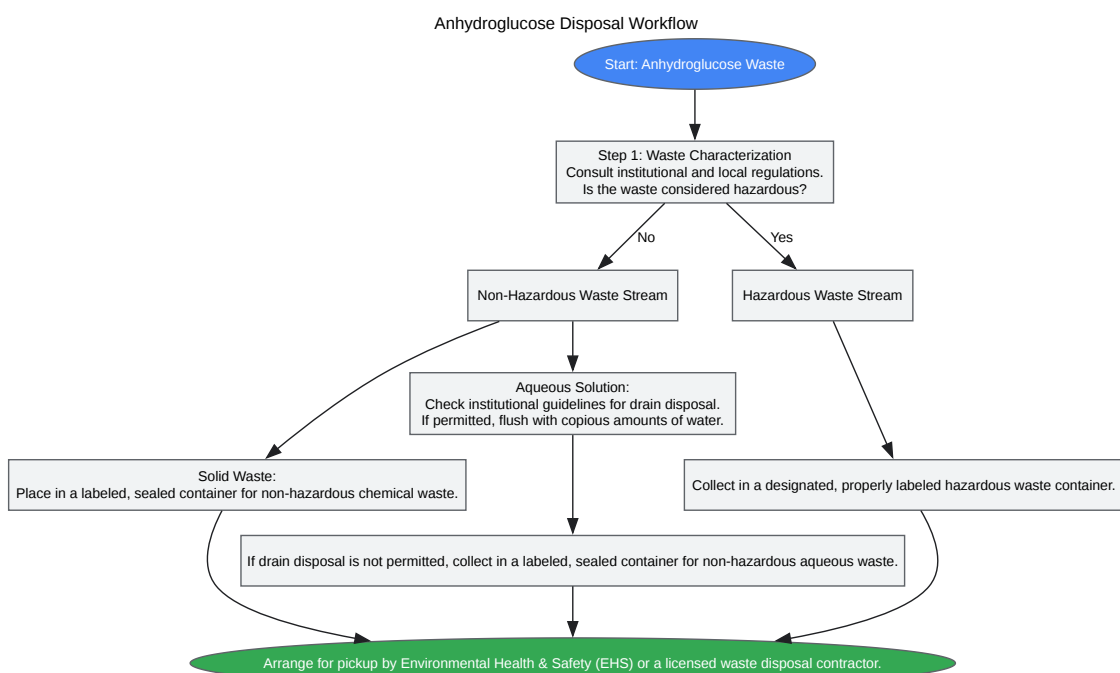 Anhydroglucose Disposal Workflow
Start: Anhydroglucose Waste
Step 1: Waste Characterization
Consult institutional and local regulations.
Is the waste considered hazardous?
No
Yes
Non-Hazardous Waste Stream
Hazardous Waste Stream
Aqueous Solution:
Check institutional guidelines for drain disposal.
If permitted, flush with copious amounts of water.
Solid Waste:
Place in a labeled, sealed container for non-hazardous chemical waste.
Collect in a designated, properly labeled hazardous waste container.
If drain disposal is not permitted, collect in a labeled, sealed container for non-hazardous aqueous waste.
Arrange for pickup by Environmental Health & Safety (EHS) or a licensed waste disposal contractor.